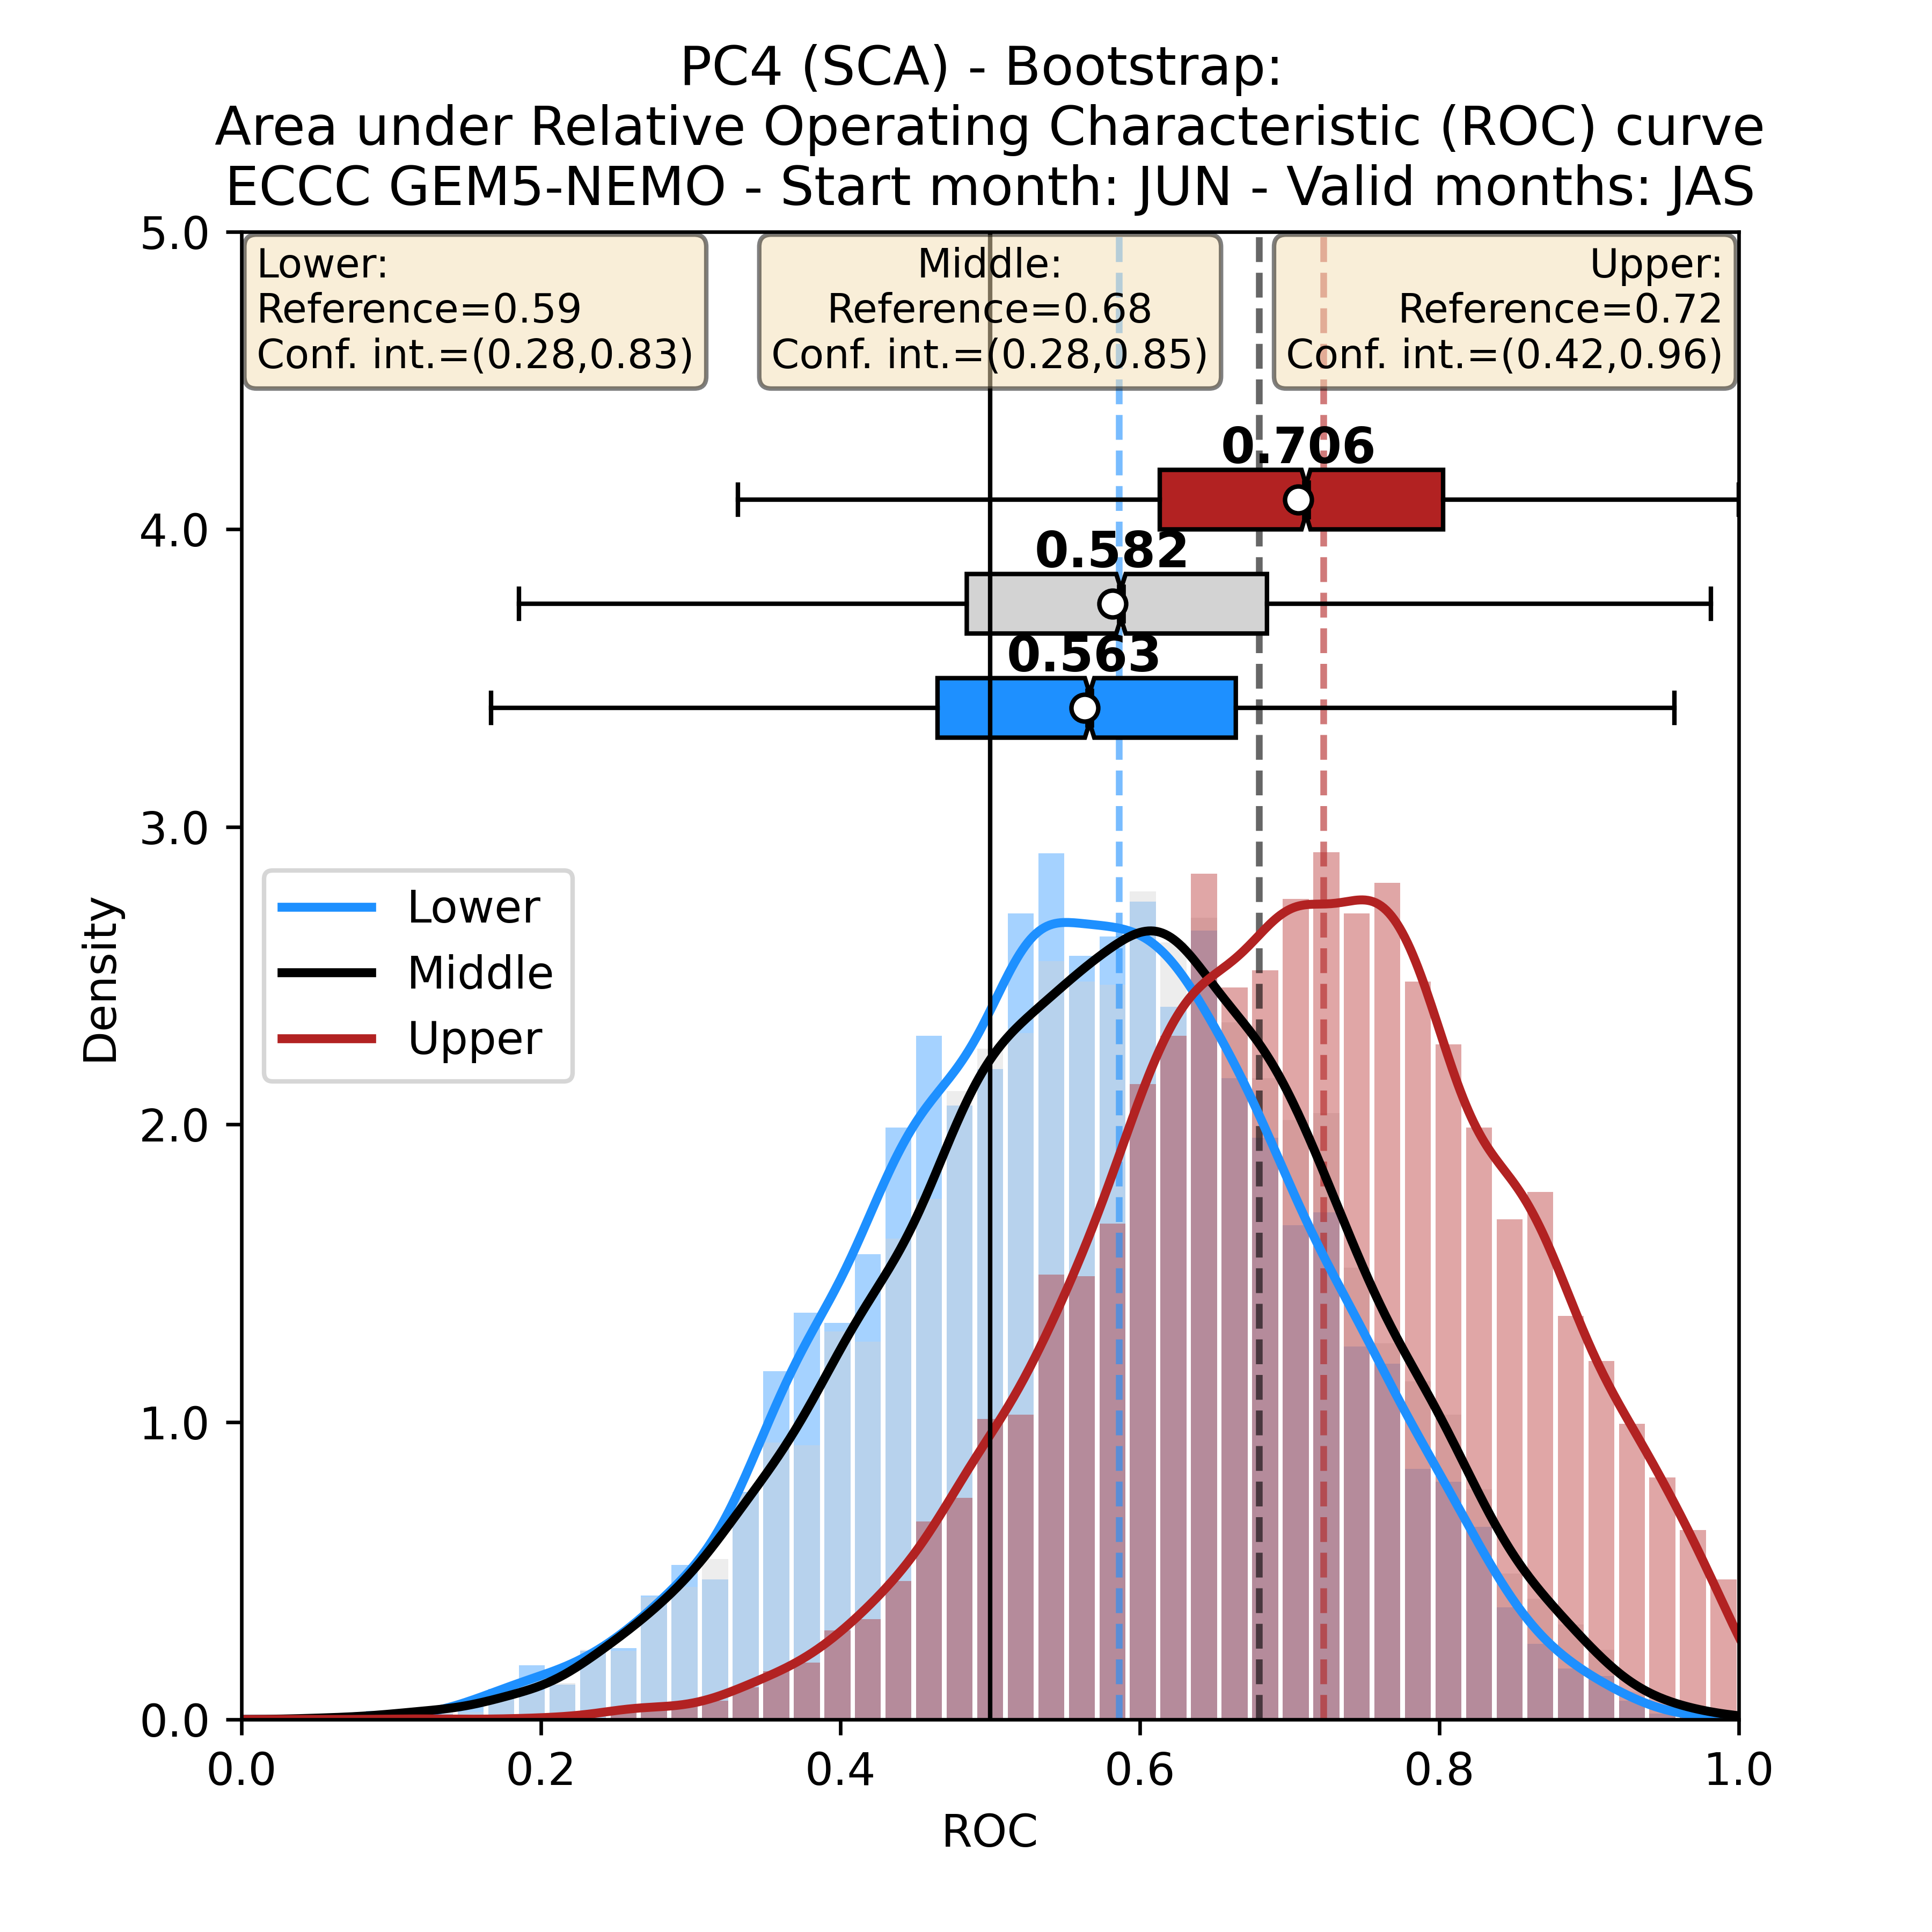 PC4 (SCA) - Bootstrap:
Area under Relative Operating Characteristic (ROC) curve
ECCC GEM5-NEMO - Start month: JUN - Valid months: JAS
5.0
Lower:
Reference=0.59
Conf. int.=(0.28,0.83)
Middle:
Reference=0.68
Conf. int.=(0.28,0.85)
Upper:
Reference=0.72
Conf. int.=(0.42,0.96)
0.706
4.0
0.582
0.563
3.0
Lower
Middle
Upper
Density
2.0
1.0
0.0
0.0 0.2 0.4 0.6 0.8 1.0
ROC